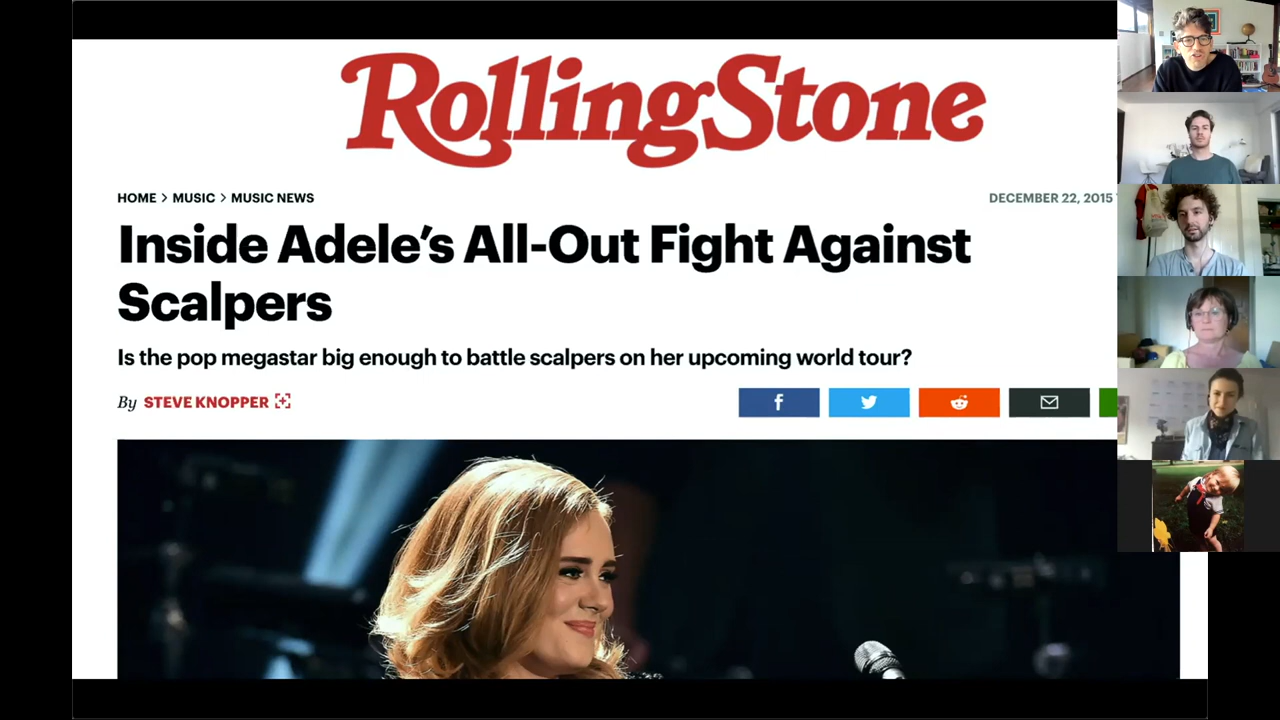 RollingStone
HOME > MUSIC > MUSIC NEWS
DECEMBER 22, 2015
Inside Adele's All-Out Fight Against
Scalpers
Is the pop megastar big enough to battle scalpers on her upcoming world tour?
By STEVE KNOPPER